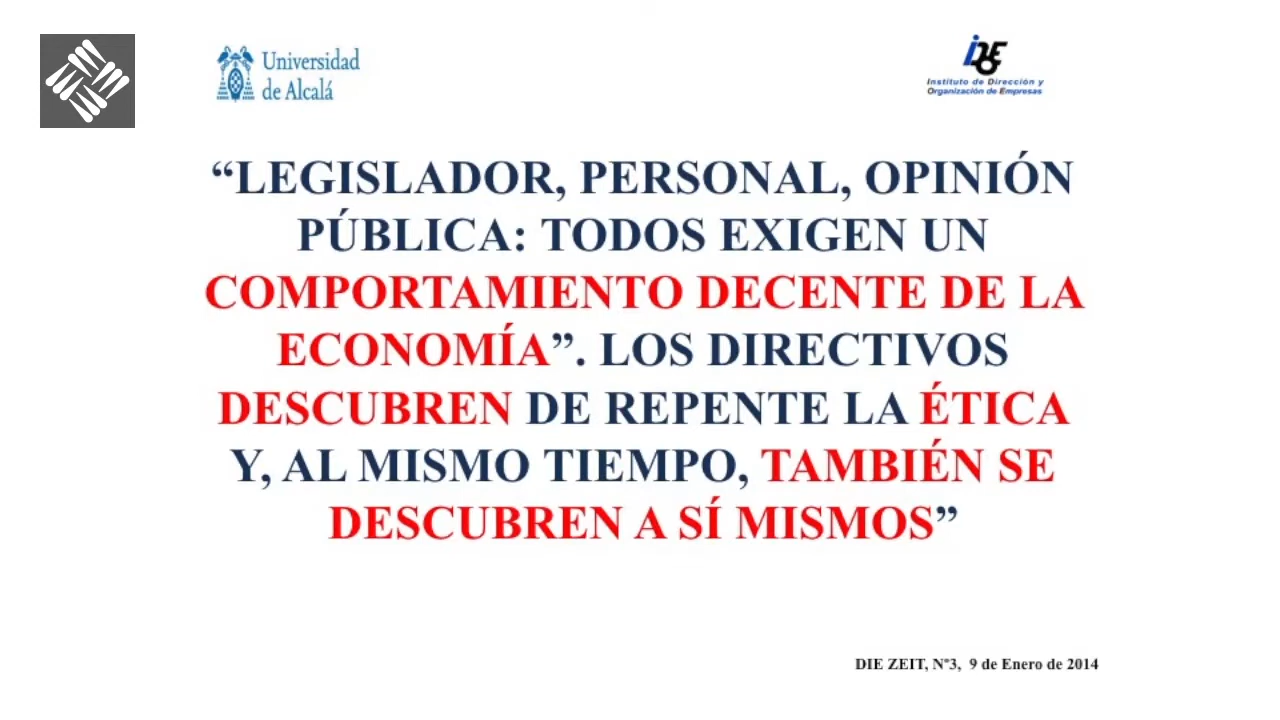 Universidad
de Alcalá
IDOE
Instituto de Dirección y
Organización de Empresas
“LEGISLADOR, PERSONAL, OPINIÓN
PÚBLICA: TODOS EXIGEN UN
COMPORTAMIENTO DECENTE DE LA
ECONOMÍA”. LOS DIRECTIVOS
DESCUBREN DE REPENTE LA ÉTICA
Y, AL MISMO TIEMPO, TAMBIÉN SE
DESCUBREN A SÍ MISMOS”
DIE ZEIT, Nº3, 9 de Enero de 2014